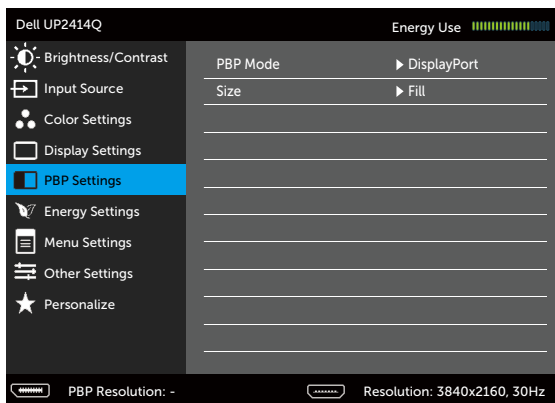 Dell UP2414Q Energy Use
Brightness/Contrast
Input Source
Color Settings
Display Settings
PBP Settings
Energy Settings
Menu Settings
Other Settings
Personalize
PBP Mode DisplayPort
Size Fill
PBP Resolution: - Resolution: 3840x2160, 30Hz